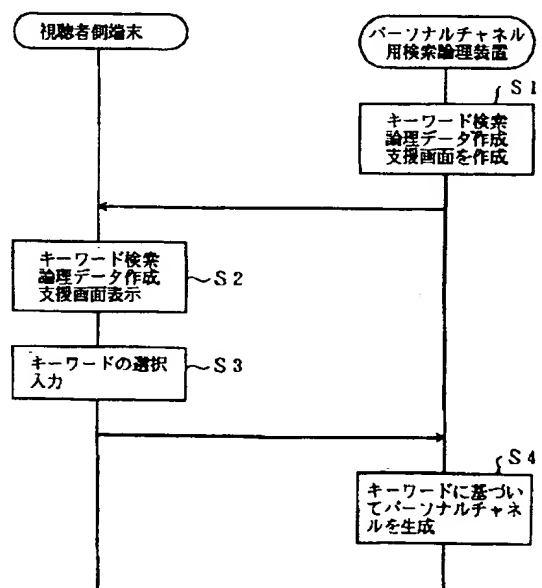 視聴者側端末
パーソナルチャネル
用検索論理装置
S1
キーワード検索
論理データ作成
支援画面を作成
キーワード検索
論理データ作成
支援画面表示
S2
キーワードの選択
入力
S3
S4
キーワードに基づい
てパーソナルチャネ
ルを生成